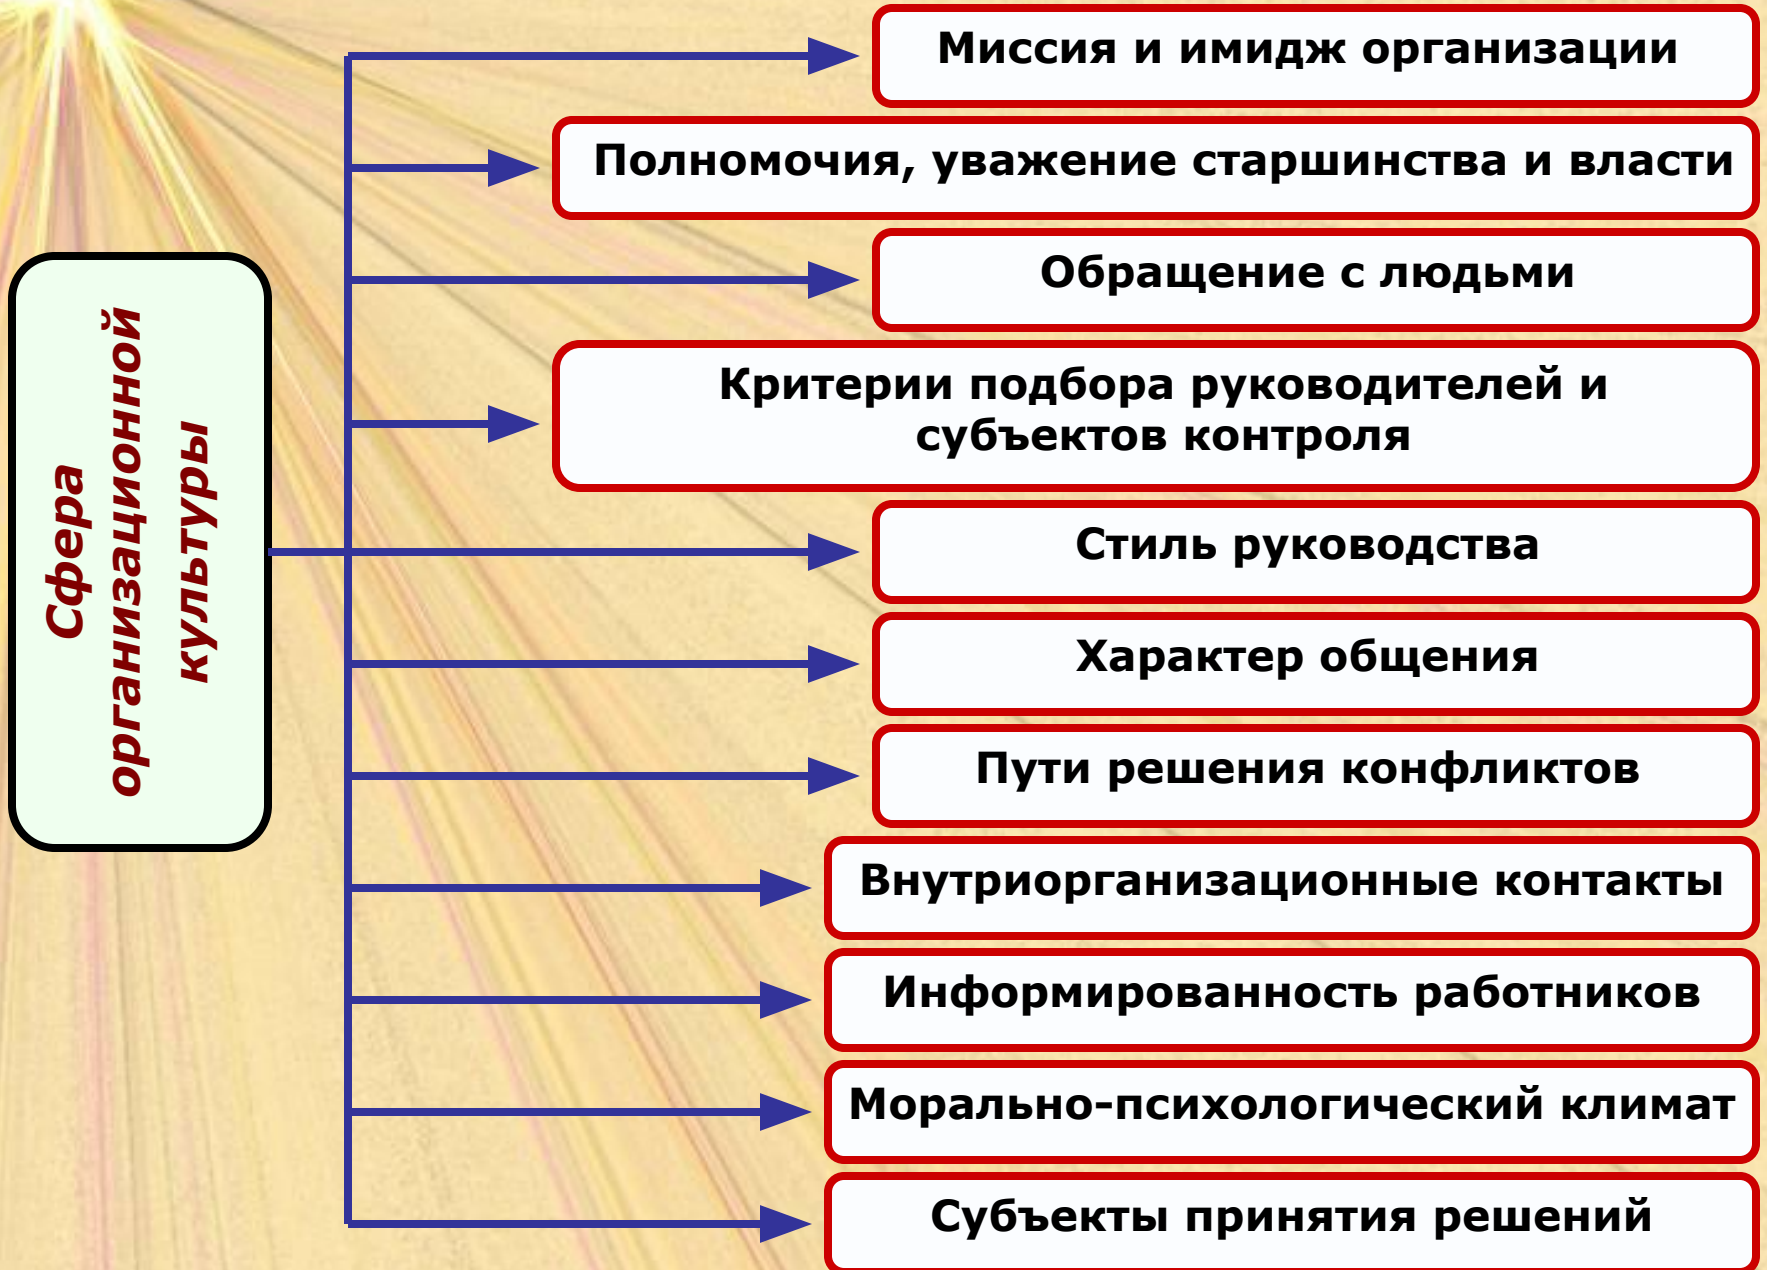 Сфера
организационной
культуры
Миссия и имидж организации
Полномочия, уважение старшинства и власти
Обращение с людьми
Критерии подбора руководителей и
субъектов контроля
Стиль руководства
Характер общения
Пути решения конфликтов
Внутриорганизационные контакты
Информированность работников
Морально-психологический климат
Субъекты принятия решений